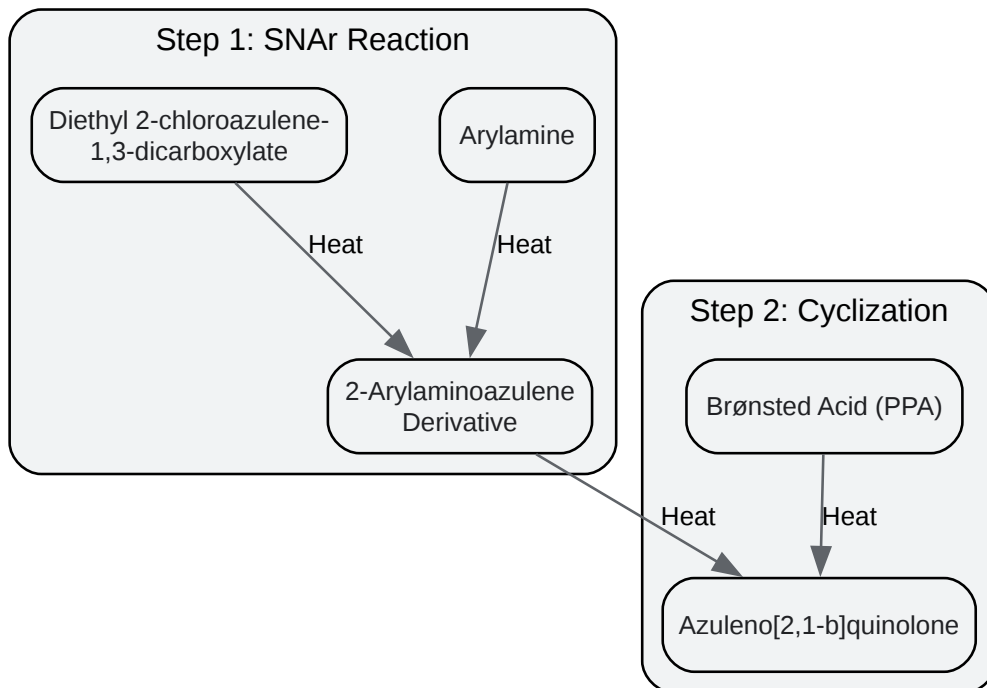 Step 1: SNAr Reaction
Diethyl 2-chloroazulene-
1,3-dicarboxylate
Arylamine
Heat
Heat
2-Arylaminoazulene
Derivative
Step 2: Cyclization
Brønsted Acid (PPA)
Heat
Heat
Azuleno[2,1-b]quinolone